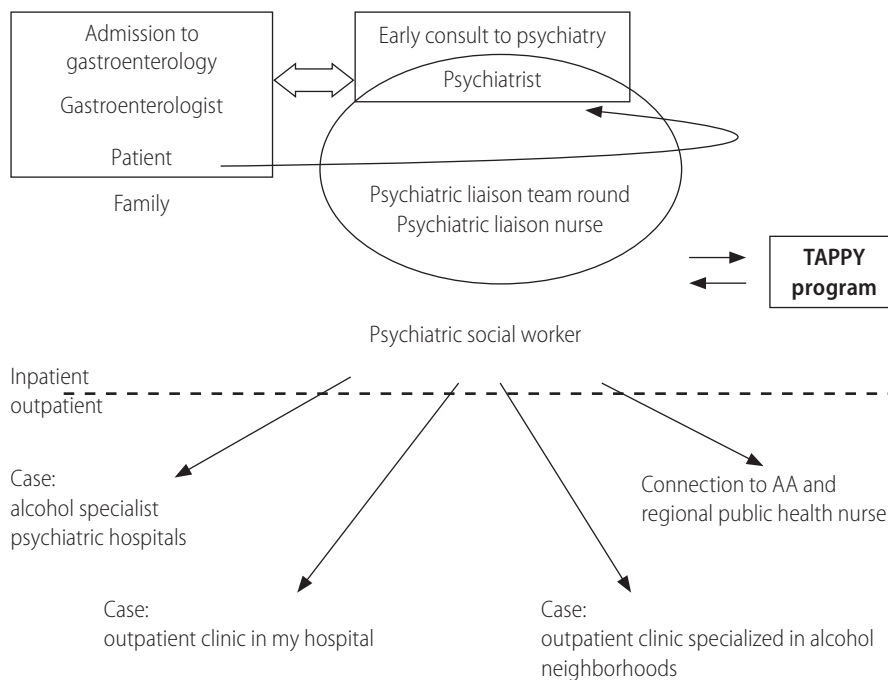 Admission to
gastroenterology
Gastroenterologist
Patient
Family
Early consult to psychiatry
Psychiatrist
Psychiatric liaison team round
Psychiatric liaison nurse
TAPPY
program
Psychiatric social worker
Inpatient
outpatient
Case:
alcohol specialist
psychiatric hospitals
Connection to AA and
regional public health nurse
Case:
outpatient clinic in my hospital
Case:
outpatient clinic specialized in alcohol
neighborhoods